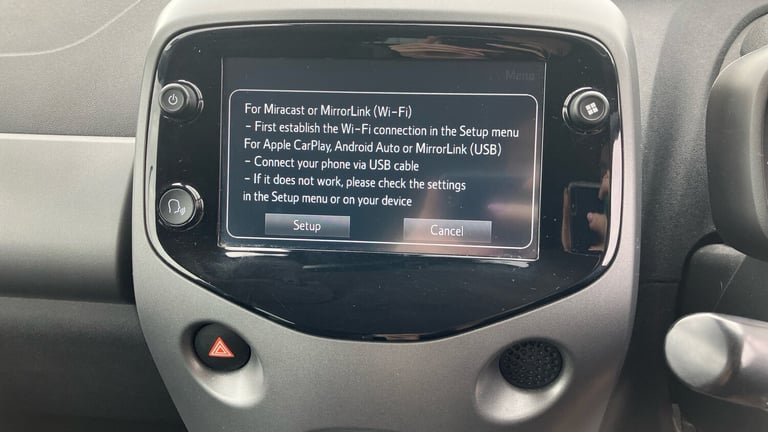 Menu
For Miracast or MirrorLink (Wi-Fi)
- First establish the Wi-Fi connection in the Setup menu
For Apple CarPlay, Android Auto or MirrorLink (USB)
- Connect your phone via USB cable
- If it does not work, please check the settings
in the Setup menu or on your device
Setup
Cancel